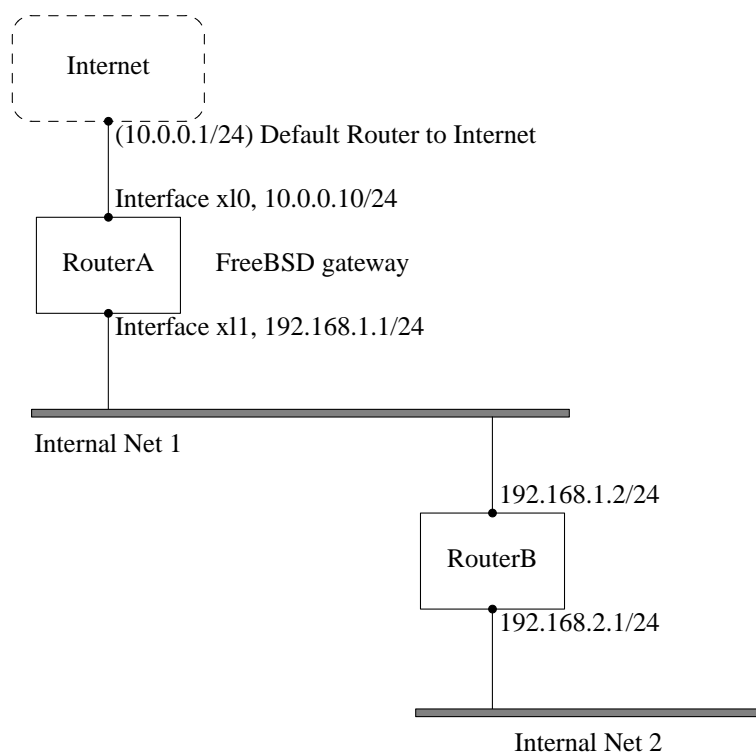 Internet
(10.0.0.1/24) Default Router to Internet
Interface xl0, 10.0.0.10/24
RouterA
FreeBSD gateway
Interface xl1, 192.168.1.1/24
Internal Net 1
192.168.1.2/24
RouterB
192.168.2.1/24
Internal Net 2